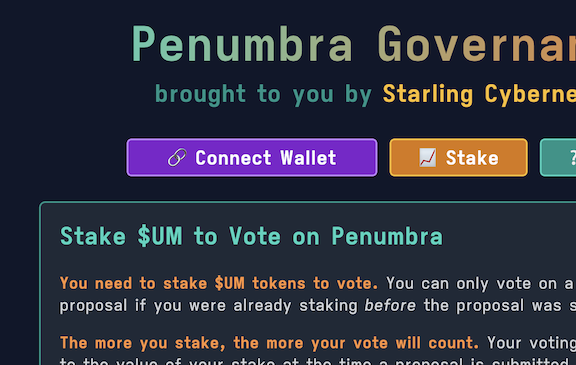 Penumbra Governa
brought to you by Starling Cyberne
Connect Wallet
Stake
?
Stake $UM to Vote on Penumbra
You need to stake $UM tokens to vote. You can only vote on a
proposal if you were already staking before the proposal was s
The more you stake, the more your vote will count. Your voting
to the value of your stake at the time a proposal is submitted